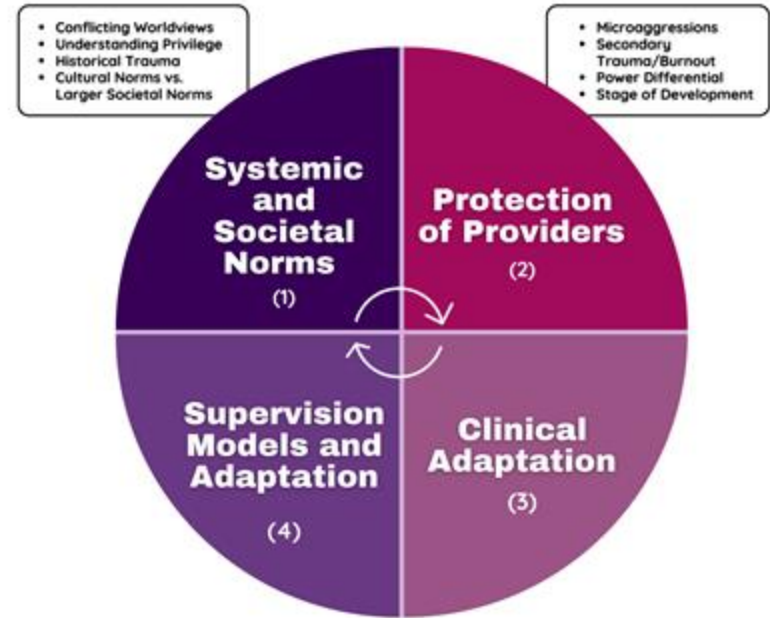 • Conflicting Worldviews
• Understanding Privilege
• Historical Trauma
• Cultural Norms vs.
Larger Societal Norms
• Microaggressions
• Secondary
Trauma/Burnout
• Power Differential
• Stage of Development
Systemic
and
Societal
Norms
(1)
Protection
of Providers
(2)
Supervision
Models and
Adaptation
(4)
Clinical
Adaptation
(3)